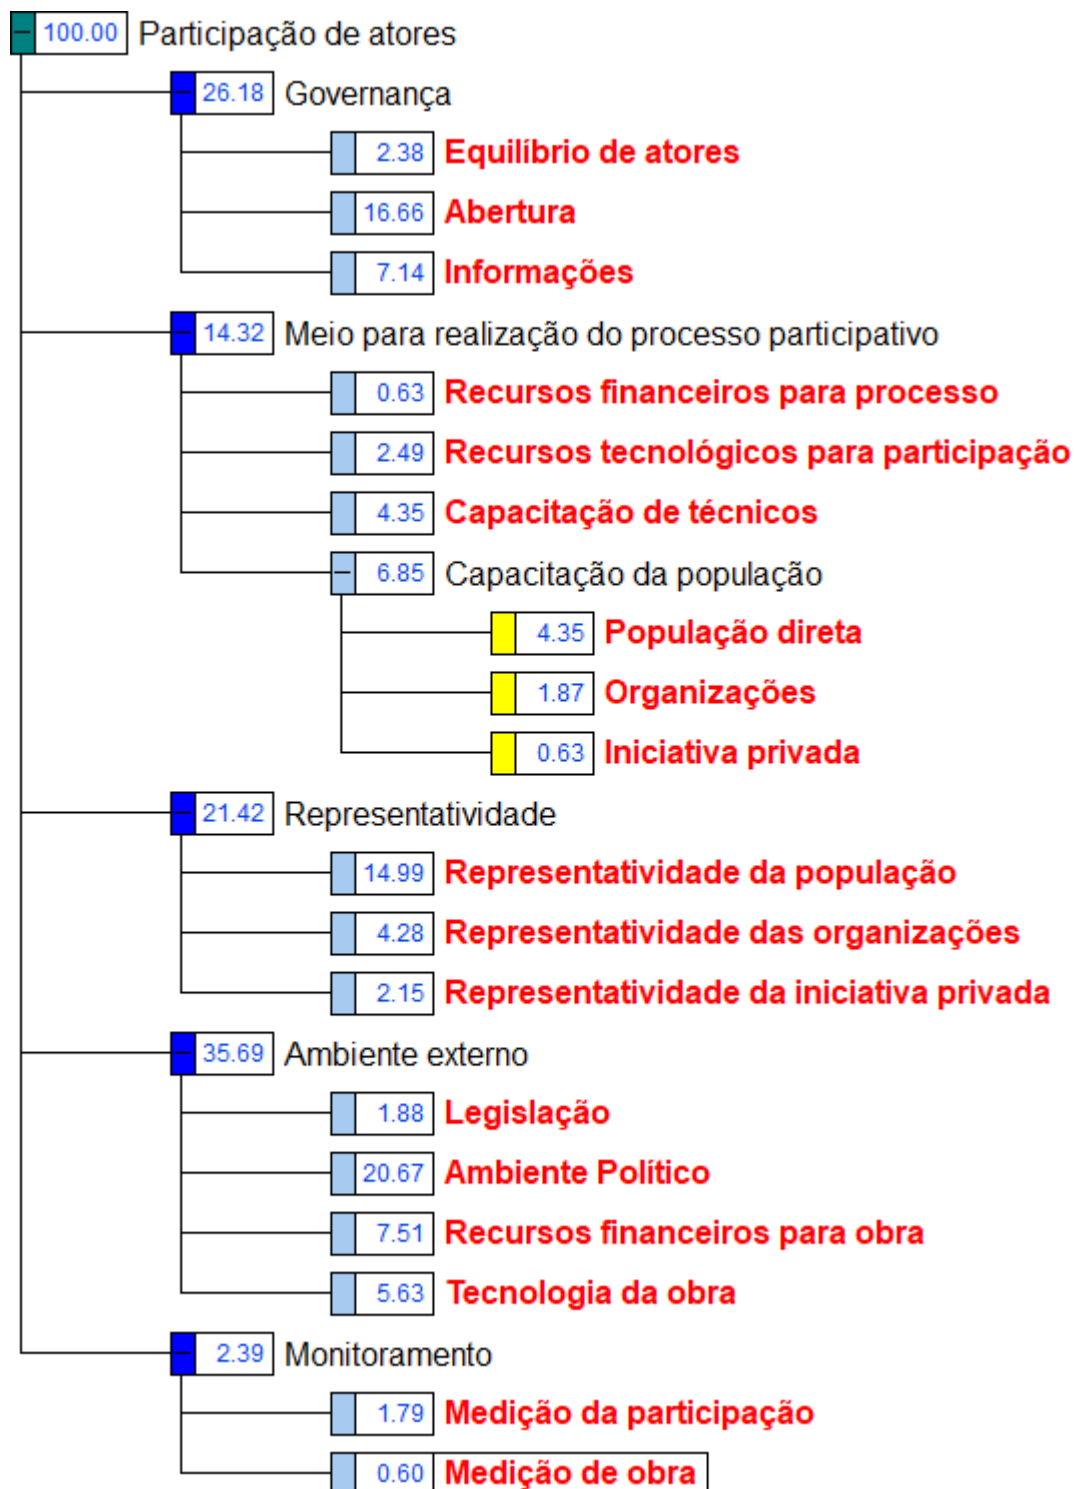 100.00 Participação de atores
26.18 Governança
2.38 Equilíbrio de atores
16.66 Abertura
7.14 Informações
14.32 Meio para realização do processo participativo
0.63 Recursos financeiros para processo
2.49 Recursos tecnológicos para participação
4.35 Capacitação de técnicos
6.85 Capacitação da população
4.35 População direta
1.87 Organizações
0.63 Iniciativa privada
21.42 Representatividade
14.99 Representatividade da população
4.28 Representatividade das organizações
2.15 Representatividade da iniciativa privada
35.69 Ambiente externo
1.88 Legislação
20.67 Ambiente Político
7.51 Recursos financeiros para obra
5.63 Tecnologia da obra
2.39 Monitoramento
1.79 Medição da participação
0.60 Medição de obra